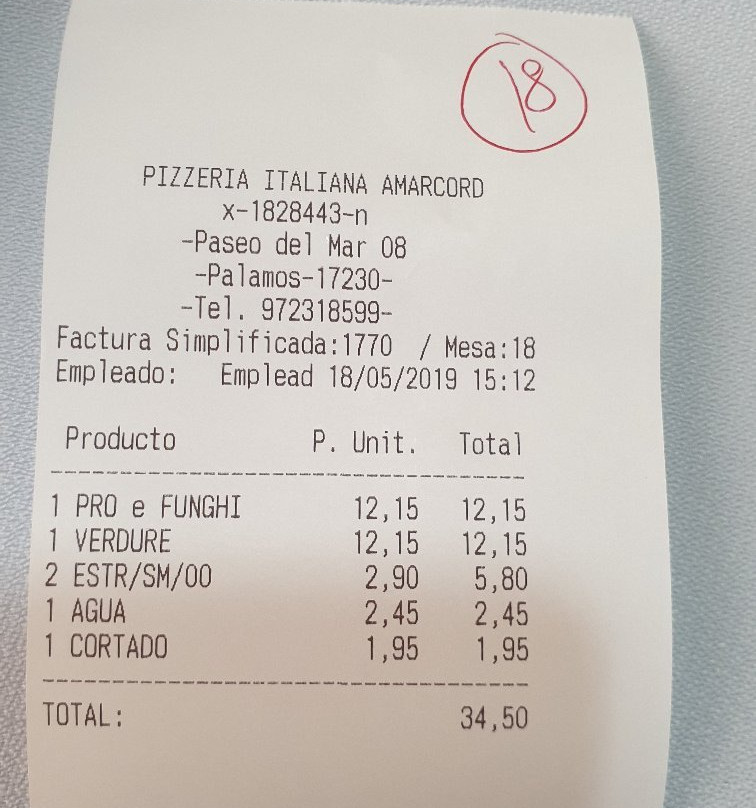 18
PIZZERIA ITALIANA AMARCORD
x-1828443-n
-Paseo del Mar 08
-Palamos-17230-
-Tel. 972318599-
Factura Simplificada:1770 / Mesa:18
Empleado: Emplead 18/05/2019 15:12
Producto P. Unit. Total
1 PRO e FUNGHI 12,15 12,15
1 VERDURE 12,15 12,15
2 ESTR/SM/00 2,90 5,80
1 AGUA 2,45 2,45
1 CORTADO 1,95 1,95
TOTAL: 34,50